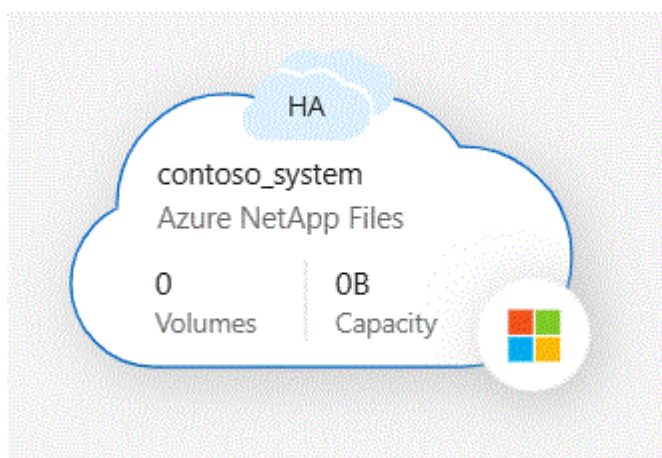 HA
contoso_system
Azure NetApp Files
0
Volumes
0B
Capacity